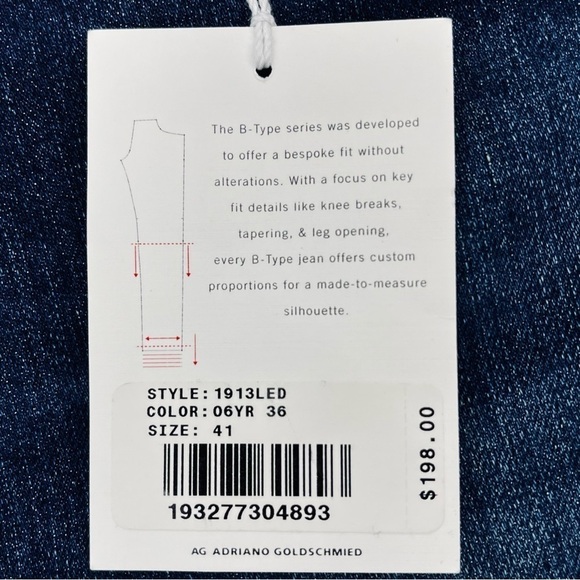 The B-Type series was developed
to offer a bespoke fit without
alterations. With a focus on key
fit details like knee breaks,
tapering, & leg opening,
every B-Type jean offers custom
proportions for a made-to-measure
silhouette.
STYLE: 1913LED
COLOR: 06YR 36
SIZE: 41
$198.00
193277304893
AG ADRIANO GOLDSCHMIED